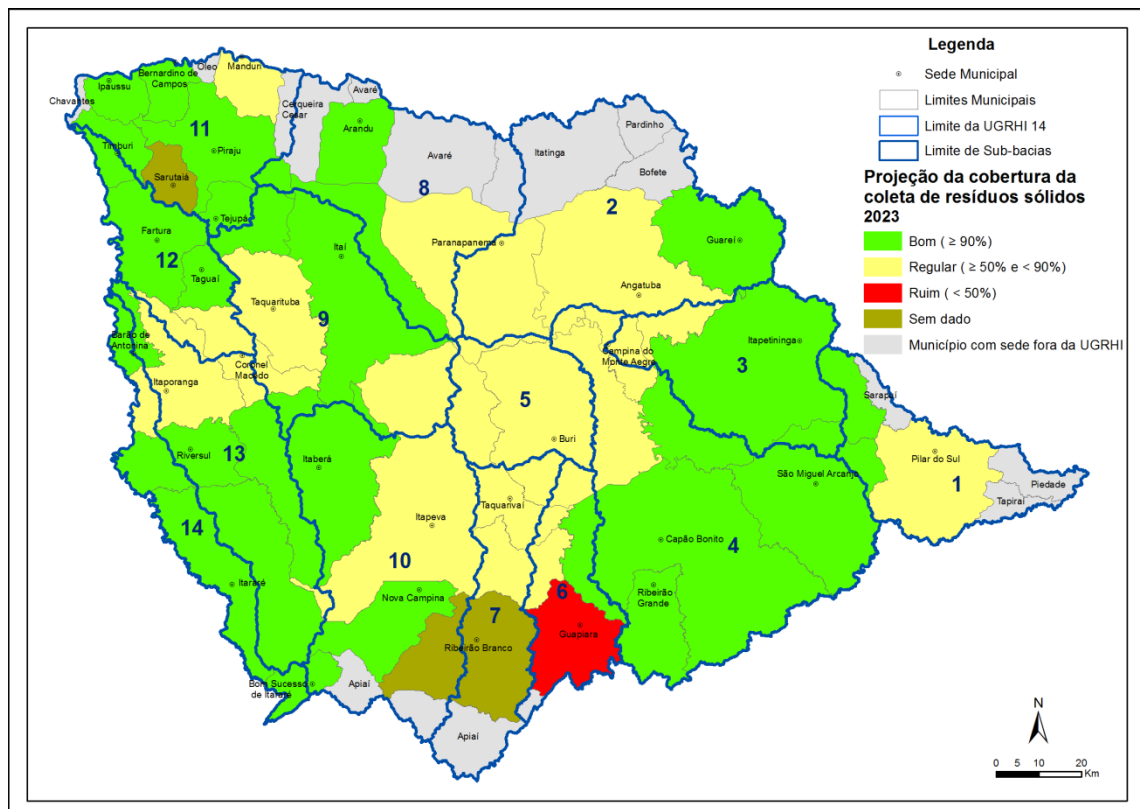 Legenda
Sede Municipal
Limites Municipais
Limite da UGRHI 14
Limite de Sub-bacias
Projeção da cobertura da
coleta de resíduos sólidos
2023
Bom ( ≥ 90%)
Regular ( ≥ 50% e < 90%)
Ruim ( < 50%)
Sem dado
Município com sede fora da UGRHI
Óleo
Mandun
Bernardino de
Campos
Ipaussu
Chavantes
Cerqueira
Cesar
Avaré
Arandu
11
Timburi
Piraju
Sarutaiá
Avaré
8
Itatinga
Pardinho
Bofete
2
Tejupá
Fartura
12
Taguaí
Itaí
Paranapanema
Guareí
Angatuba
Taquarituba
9
Barão de
Antonina
Coronel
Macedo
Itaporanga
Campina do
Monte Aegre
Itapetininga
3
5
Buri
Sarapuí
Riversul
13
Itaberá
Pilar do Sul
1
Piedade
Tapiraí
São Miguel Arcanjo
Taquarivaí
14
Itapeva
10
Capão Bonito
4
Itararé
Nova Campina
6
Ribeirão
Grande
7
Guapiara
Ribeirão Branco
Bom Sucesso
de Itararé
Apiaí
Apiaí
N
0 5 10 20
Km